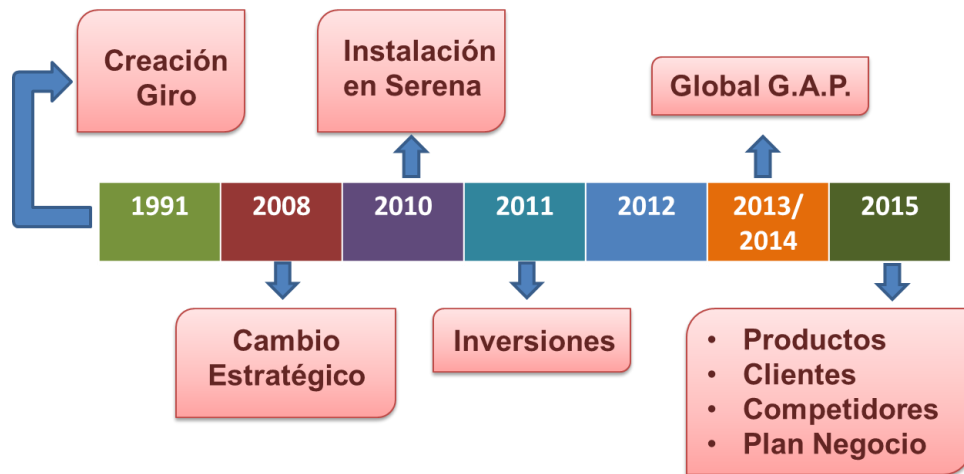 Creación
Giro
Instalación
en Serena
Global G.A.P.
1991
2008
2010
2011
2012
2013/
2014
2015
Cambio
Estratégico
Inversiones
• Productos
• Clientes
• Competidores
• Plan Negocio